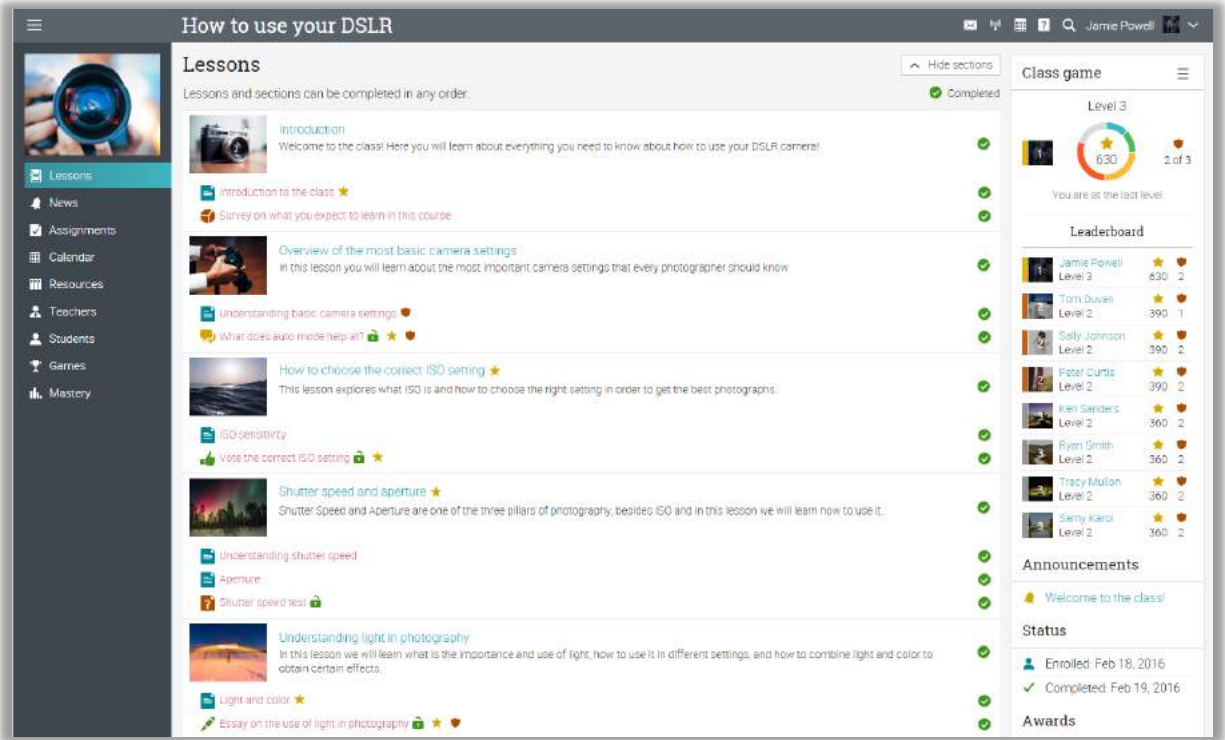 How to use your DSLR
Jamie Powell
Lessons
News
Assignments
Calendar
Resources
Teachers
Students
Games
Mastery
Lessons
Hide sections
Lessons and sections can be completed in any order.
Completed
Introduction
Welcome to the class! Here you will learn about everything you need to know about how to use your DSLR camera!
Introduction to the class
Survey on what you expect to learn in this course
Overview of the most basic camera settings
In this lesson you will learn about the most important camera settings that every photographer should know
Understanding basic camera settings
What does auto mode help at?
How to choose the correct ISO setting
This lesson explores what ISO is and how to choose the right setting in order to get the best photographs.
ISO sensitivity
Vote the correct ISO setting
Shutter speed and aperture
Shutter Speed and Aperture are one of the three pillars of photography, besides ISO and in this lesson we will learn how to use it.
Understanding shutter speed
Aperture
Shutter speed test
Understanding light in photography
In this lesson we will learn what is the importance and use of light, how to use it in different settings, and how to combine light and color to
obtain certain effects.
Light and color
Essay on the use of light in photography
Class game
Level 3
630
2 of 3
You are at the last level
Leaderboard
Jamie Powell
Level 3 630 2
Tom Duvan
Level 2 390 1
Sally Johnson
Level 2 390 2
Peter Curtis
Level 2 390 2
Keri Sanders
Level 2 360 2
Ryan Smith
Level 2 360 2
Tracy Mullon
Level 2 360 2
Samy Karol
Level 2 360 2
Announcements
Welcome to the class!
Status
Enrolled: Feb 18, 2016
Completed: Feb 19, 2016
Awards